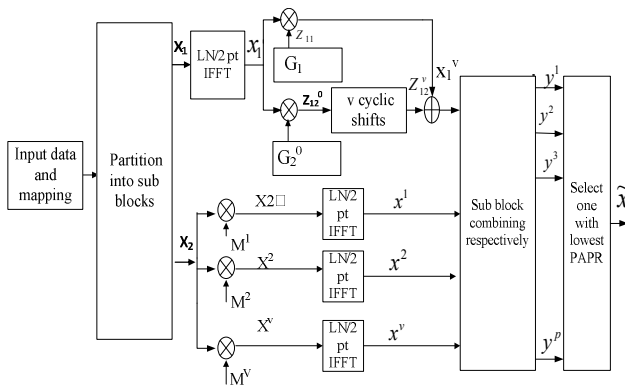 Input data
and
mapping
Partition
into sub
blocks
X₁
LN/2 pt
IFFT
x₁
Z₁₁
G₁
Z₁₂⁰
G₂⁰
v cyclic
shifts
Z₁₂ᵛ
x₁ᵛ
X₂
X2□
M¹
LN/2
pt
IFFT
x¹
X²
M²
LN/2
pt
IFFT
x²
Xᵛ
Mⱽ
LN/2
pt
IFFT
xᵛ
Sub block
combining
respectively
y¹
y²
y³
yᵖ
Select
one
with
lowest
PAPR
x̃